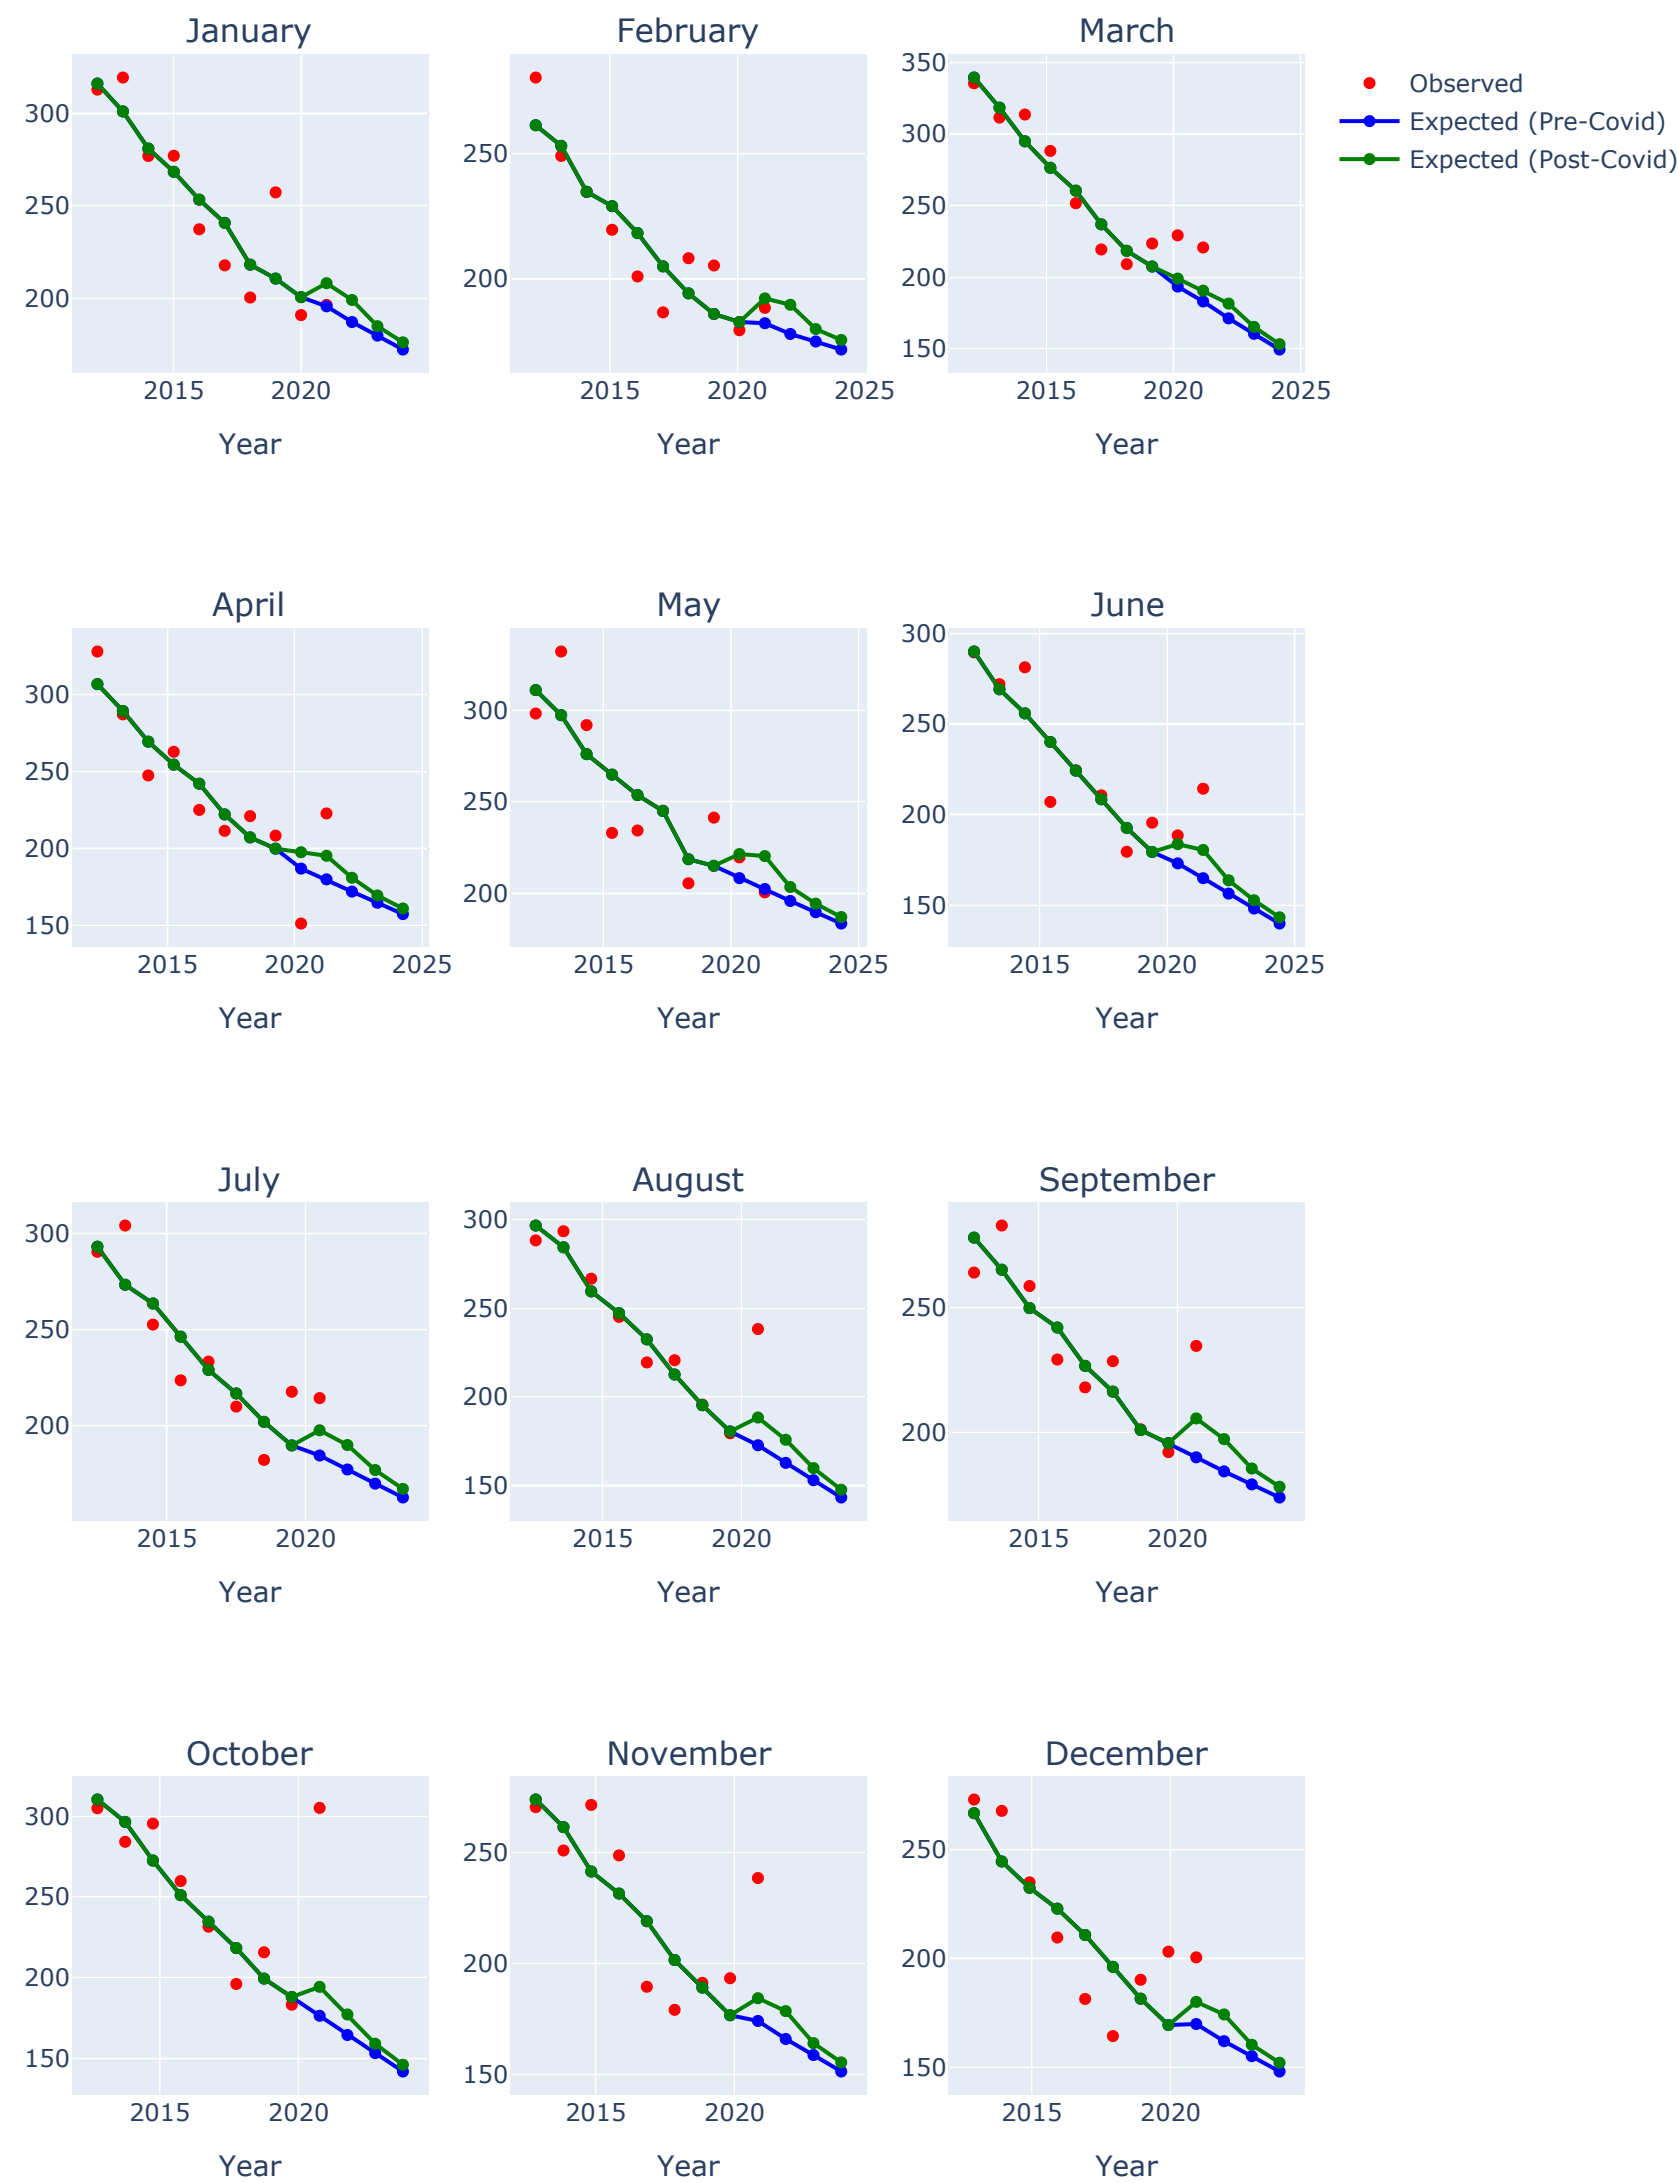 January
February
March
300
250
200
2015
2020
Year
250
200
2015
2020
2025
Year
350
300
250
200
150
2015
2020
2025
Year
Observed
Expected (Pre-Covid)
Expected (Post-Covid)
April
May
June
300
250
200
150
2015
2020
2025
Year
300
250
200
2015
2020
2025
Year
300
250
200
150
2015
2020
2025
Year
July
August
September
300
250
200
2015
2020
Year
300
250
200
150
2015
2020
Year
250
200
2015
2020
Year
October
November
December
300
250
200
150
2015
2020
Year
250
200
150
2015
2020
Year
250
200
150
2015
2020
Year